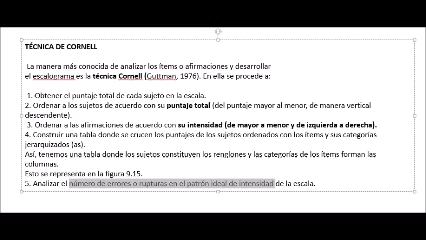 TÉCNICA DE CORNELL
La manera más conocida de analizar los ítems o afirmaciones y desarrollar
el escalograma es la técnica Cornell (Guttman, 1976). En ella se procede a:
1. Obtener el puntaje total de cada sujeto en la escala.
2. Ordenar a los sujetos de acuerdo con su puntaje total (del puntaje mayor al menor, de manera vertical
descendente).
3. Ordenar a las afirmaciones de acuerdo con su intensidad (de mayor a menor y de izquierda a derecha).
4. Construir una tabla donde se crucen los puntajes de los sujetos ordenados con los ítems y sus categorías
jerarquizados (as).
Así, tenemos una tabla donde los sujetos constituyen los renglones y las categorías de los ítems forman las
columnas.
Esto se representa en la figura 9.15.
5. Analizar el número de errores o rupturas en el patrón ideal de intensidad de la escala.